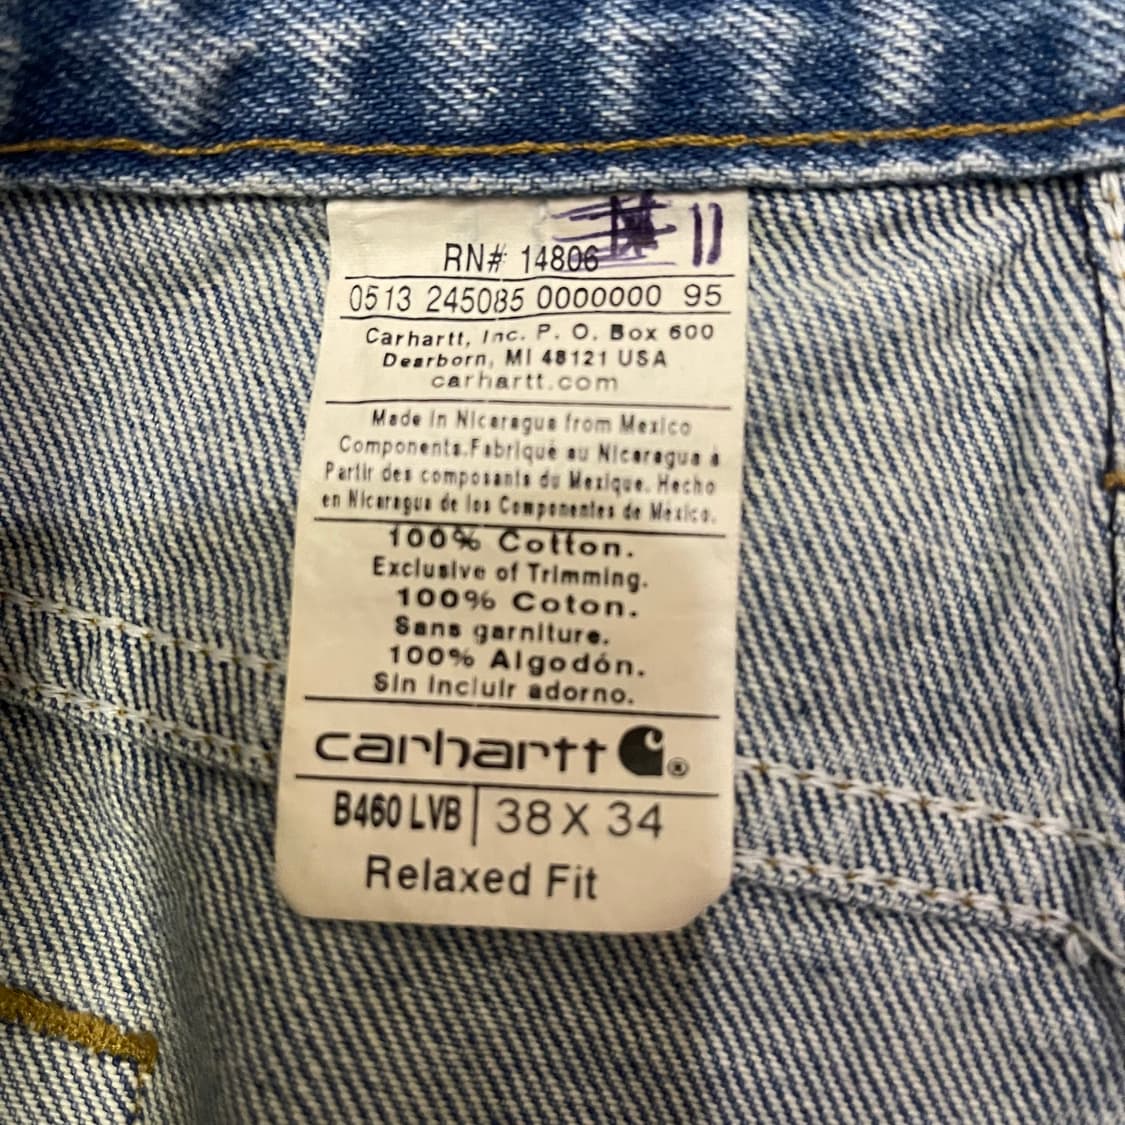 # 11
RN# 14806
0513 245085 0000000 95
Carhartt, Inc. P. O. Box 600
Dearborn, MI 48121 USA
carhartt.com
Made in Nicaragua from Mexico
Components.Fabriqué au Nicaragua à
Partir des composants du Mexique. Hecho
en Nicaragua de los Componentes de México.
100% Cotton.
Exclusive of Trimming.
100% Coton.
Sans garniture.
100% Algodón.
Sin incluir adorno.
carhartt ®
B460 LVB | 38 X 34
Relaxed Fit